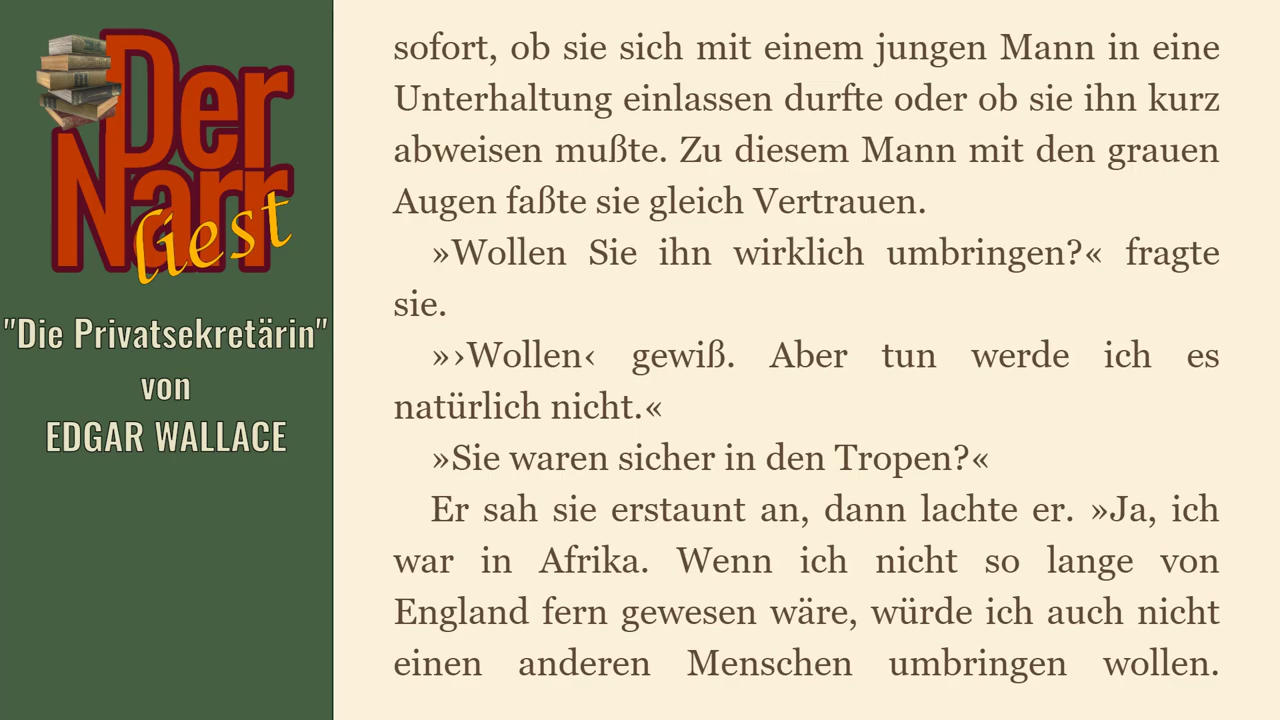 Der
Narr
liest
"Die Privatsekretärin"
von
EDGAR WALLACE
sofort, ob sie sich mit einem jungen Mann in eine
Unterhaltung einlassen durfte oder ob sie ihn kurz
abweisen mußte. Zu diesem Mann mit den grauen
Augen faßte sie gleich Vertrauen.
»Wollen Sie ihn wirklich umbringen?« fragte
sie.
»›Wollen‹ gewiß. Aber tun werde ich es
natürlich nicht.«
»Sie waren sicher in den Tropen?«
Er sah sie erstaunt an, dann lachte er. »Ja, ich
war in Afrika. Wenn ich nicht so lange von
England fern gewesen wäre, würde ich auch nicht
einen anderen Menschen umbringen wollen.